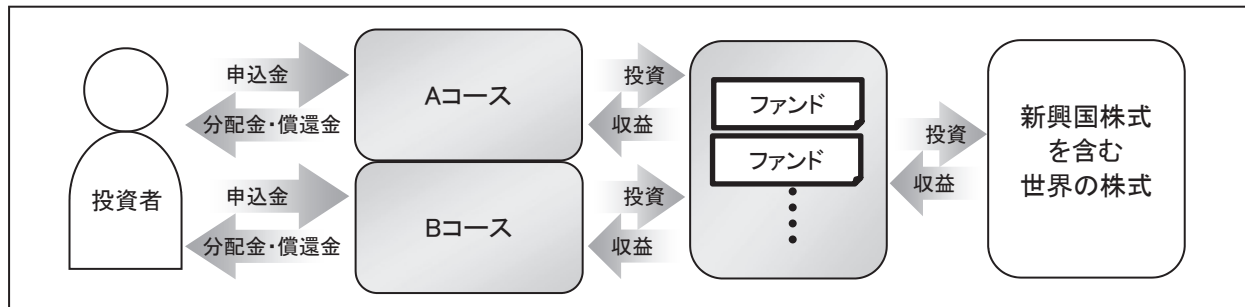 投資者
申込金
分配金・償還金
申込金
分配金・償還金
Aコース
Bコース
投資
収益
投資
収益
ファンド
ファンド
投資
収益
新興国株式
を含む
世界の株式